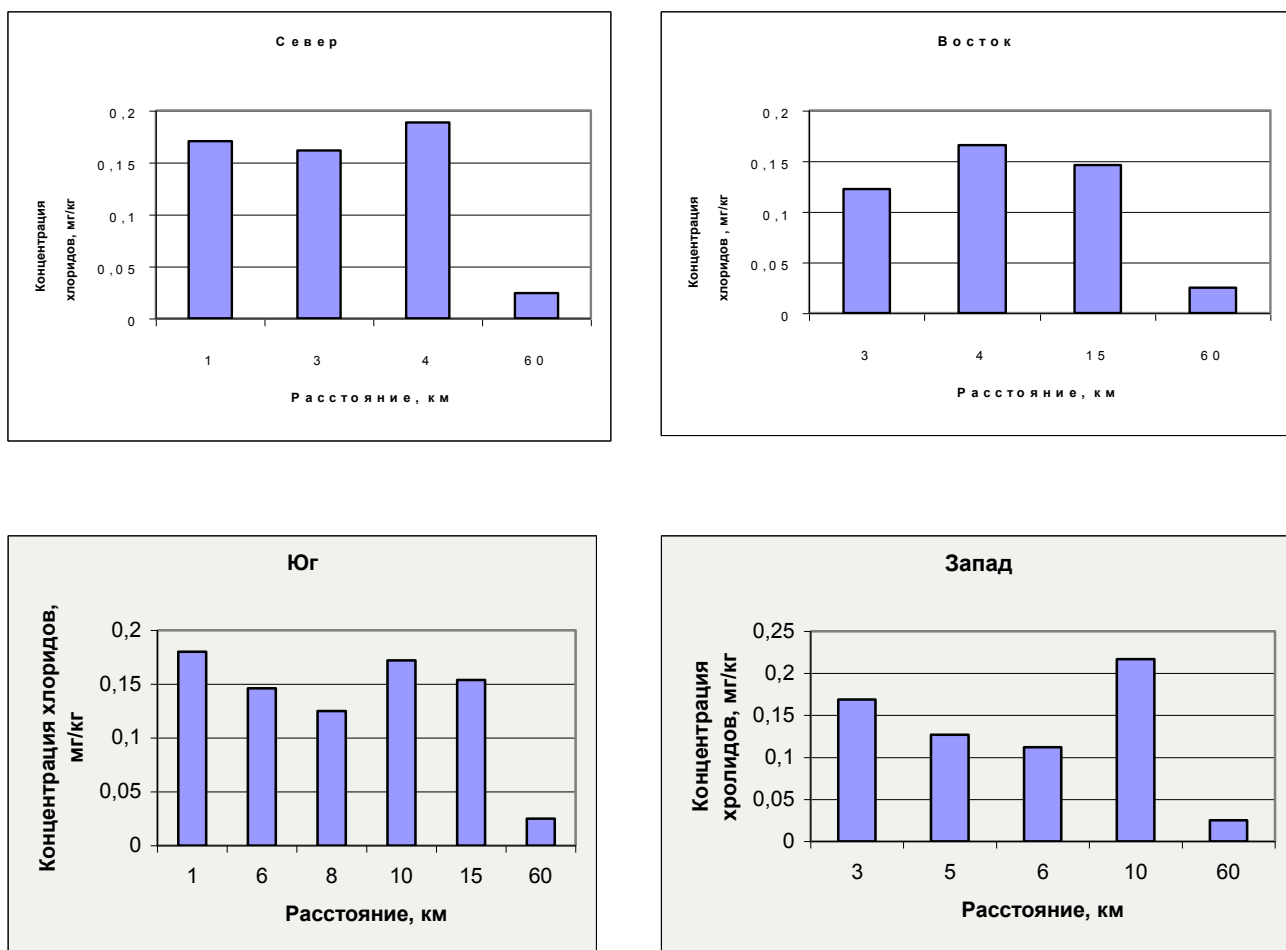 Север
Концентрация
хлоридов, мг/кг
0,2
0,15
0,1
0,05
0
1 3 4 60
Расстояние, км
Восток
Концентрация
хлоридов , мг/кг
0,2
0,15
0,1
0,05
0
3 4 15 60
Расстояние, км
Юг
Концентрация хлоридов,
мг/кг
0,2
0,15
0,1
0,05
0
1 6 8 10 15 60
Расстояние, км
Запад
Концентрация
хролидов, мг/кг
0,25
0,2
0,15
0,1
0,05
0
3 5 6 10 60
Расстояние, км